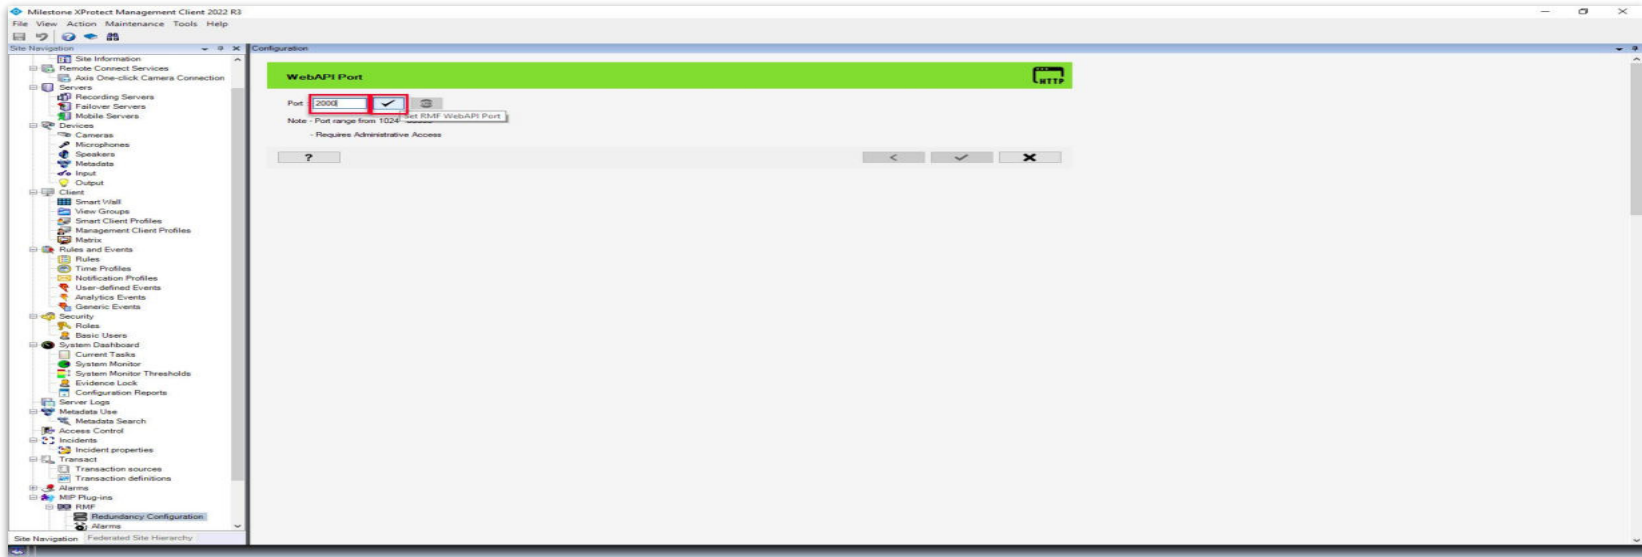 Milestone XProtect Management Client 2022 R3
File View Action Maintenance Tools Help
Site Navigation
Site Information
Remote Connect Services
Axis One-click Camera Connection
Servers
Recording Servers
Failover Servers
Mobile Servers
Devices
Cameras
Microphones
Speakers
Metadata
Input
Output
Client
Smart Wall
View Groups
Smart Client Profiles
Management Client Profiles
Matrix
Rules and Events
Rules
Time Profiles
Notification Profiles
User-defined Events
Analytics Events
Generic Events
Security
Roles
Basic Users
System Dashboard
Current Tasks
System Monitor
System Monitor Thresholds
Evidence Lock
Configuration Reports
Server Logs
Metadata Use
Metadata Search
Access Control
Incidents
Incident properties
Transact
Transaction sources
Transaction definitions
Alarms
MIP Plug-ins
RMF
Redundancy Configuration
Alarms
Site Navigation Federated Site Hierarchy
Configuration
WebAPI Port
HTTP
Port : 2000
Set RMF WebAPI Port
Note - Port range from 1024
- Requires Administrative Access
?